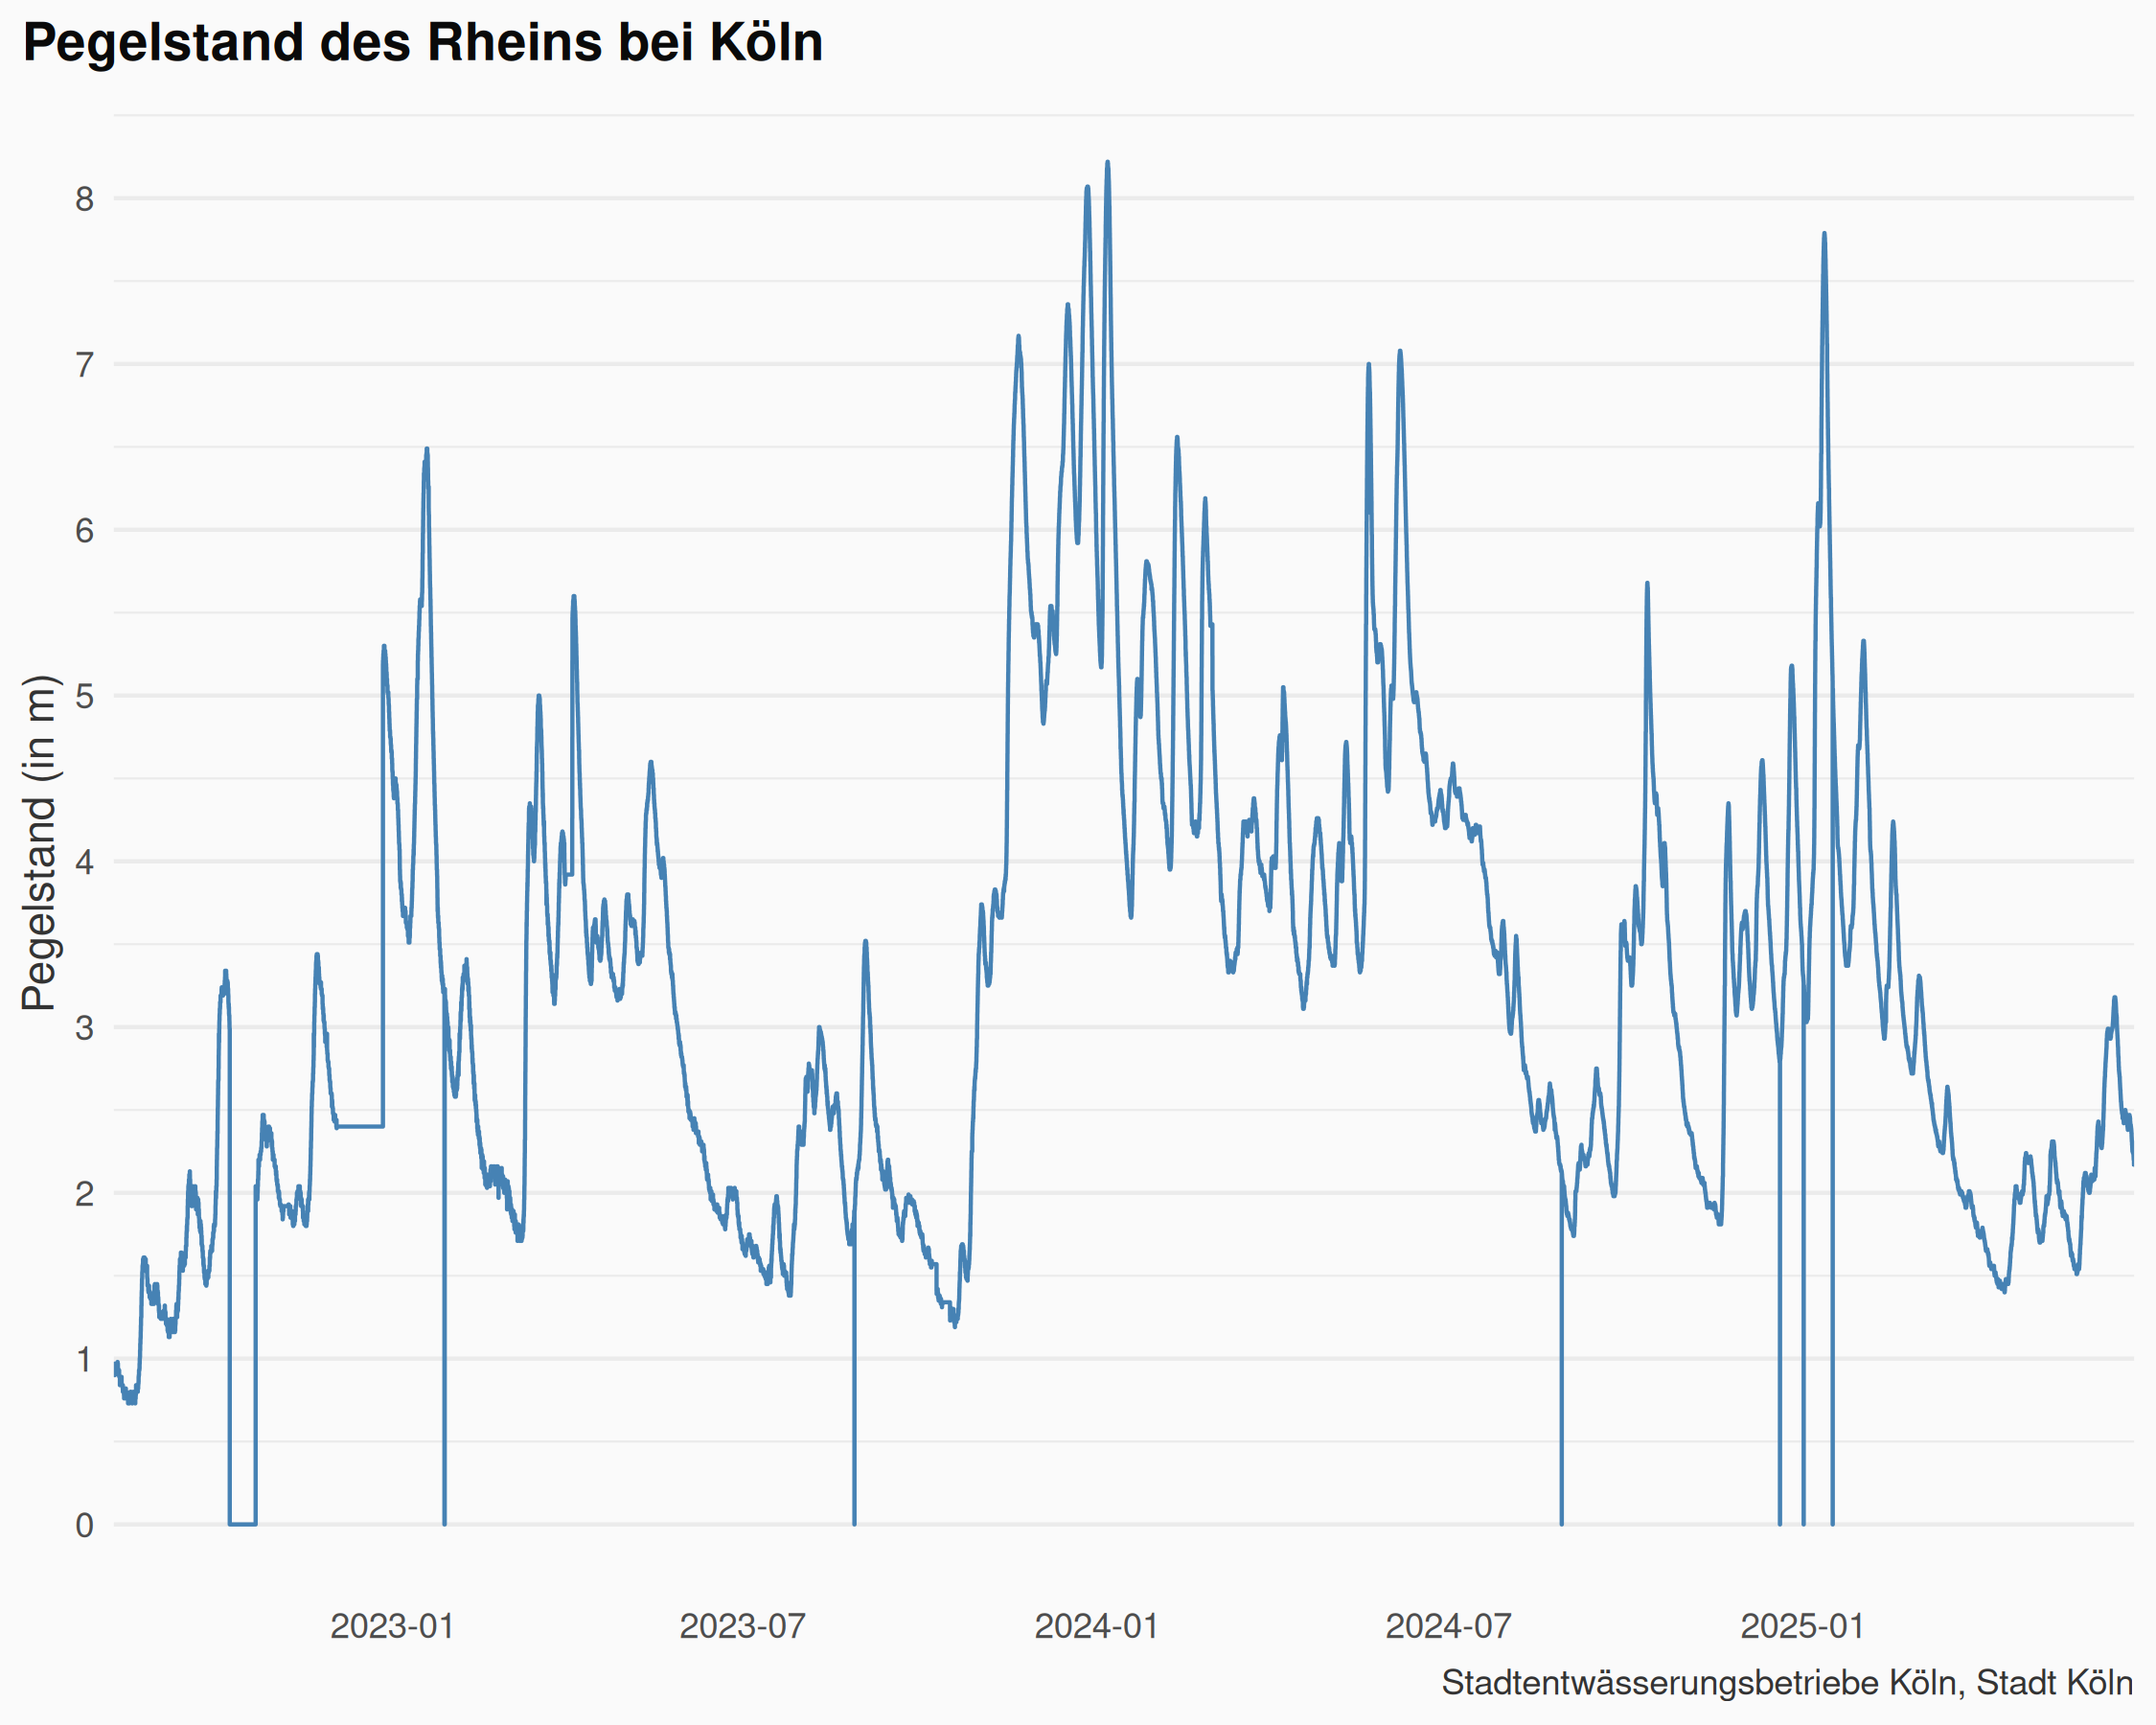 Pegelstand des Rheins bei Köln
Pegelstand (in m)
8
7
6
5
4
3
2
1
0
2023-01 2023-07 2024-01 2024-07 2025-01
Stadtentwässerungsbetriebe Köln, Stadt Köln